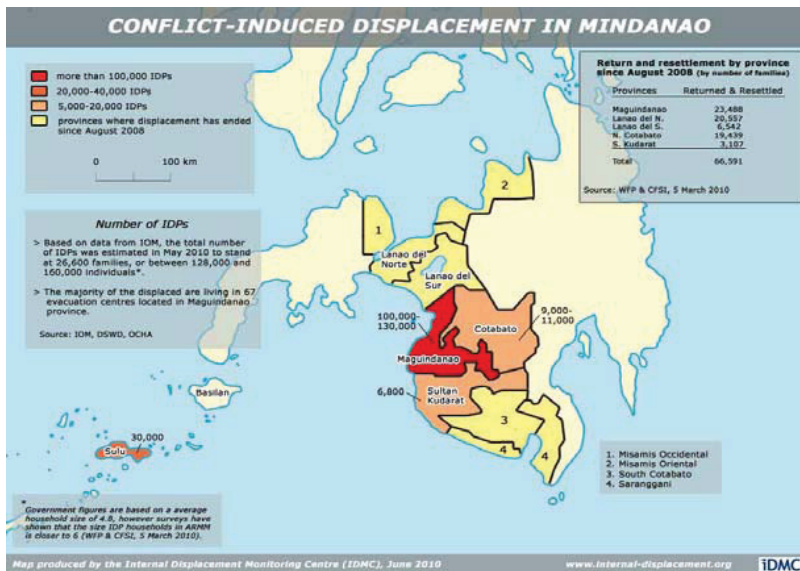 CONFLICT-INDUCED DISPLACEMENT IN MINDANAO
more than 100,000 IDPs
20,000-40,000 IDPs
5,000-20,000 IDPs
provinces where displacement has ended
since August 2008
0 100 km
Return and resettlement by province
since August 2008 (by number of families)
Provinces Returned & Resettled
Maguindanao 23,488
Lanao del N. 20,557
Lanao del S. 6,542
N. Cotabato 19,439
S. Kudarat 3,107
Total 66,591
Source: WFP & CFSI, 5 March 2010
Number of IDPs
> Based on data from IOM, the total number
of IDPs was estimated in May 2010 to stand
at 26,600 families, or between 128,000 and
160,000 individuals*.
> The majority of the displaced are living in 67
evacuation centres located in Maguindanao
province.
Source: IOM, DSWD, OCHA
2
1
Lanao del
Norte
Lanao del
Sur
100,000-
130,000
Cotabato
9,000-
11,000
Maguindanao
6,800
Sultan
Kudarat
Basilan
3
4
4
30,000
Sulu
1. Misamis Occidental
2. Misamis Oriental
3. South Cotabato
4. Saranggani
*
Government figures are based on a average
household size of 4.8, however surveys have
shown that the size IDP households in ARMM
is closer to 6 (WFP & CFSI, 5 March 2010).
Map produced by the Internal Displacement Monitoring Centre (IDMC), June 2010
www.internal-displacement.org
iDMC